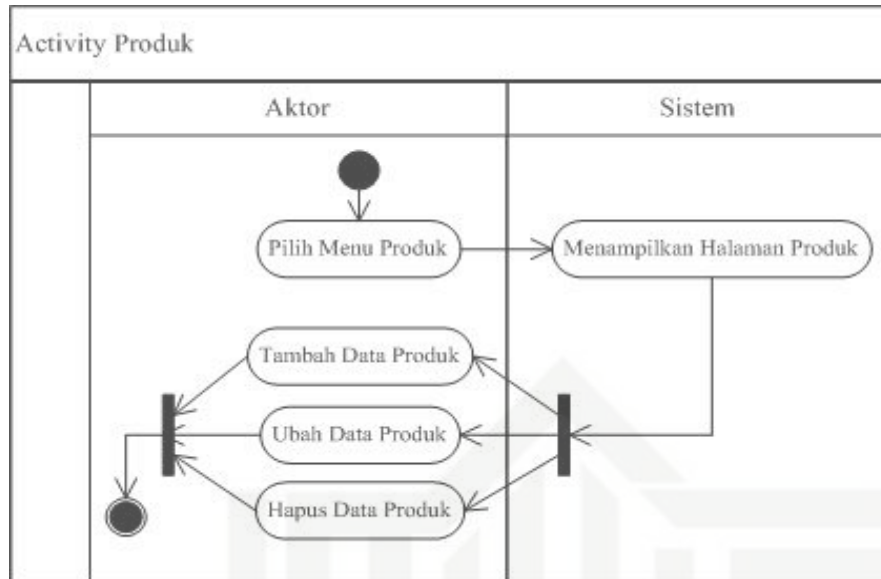 Activity Produk
Aktor
Sistem
Pilih Menu Produk
Menampilkan Halaman Produk
Tambah Data Produk
Ubah Data Produk
Hapus Data Produk